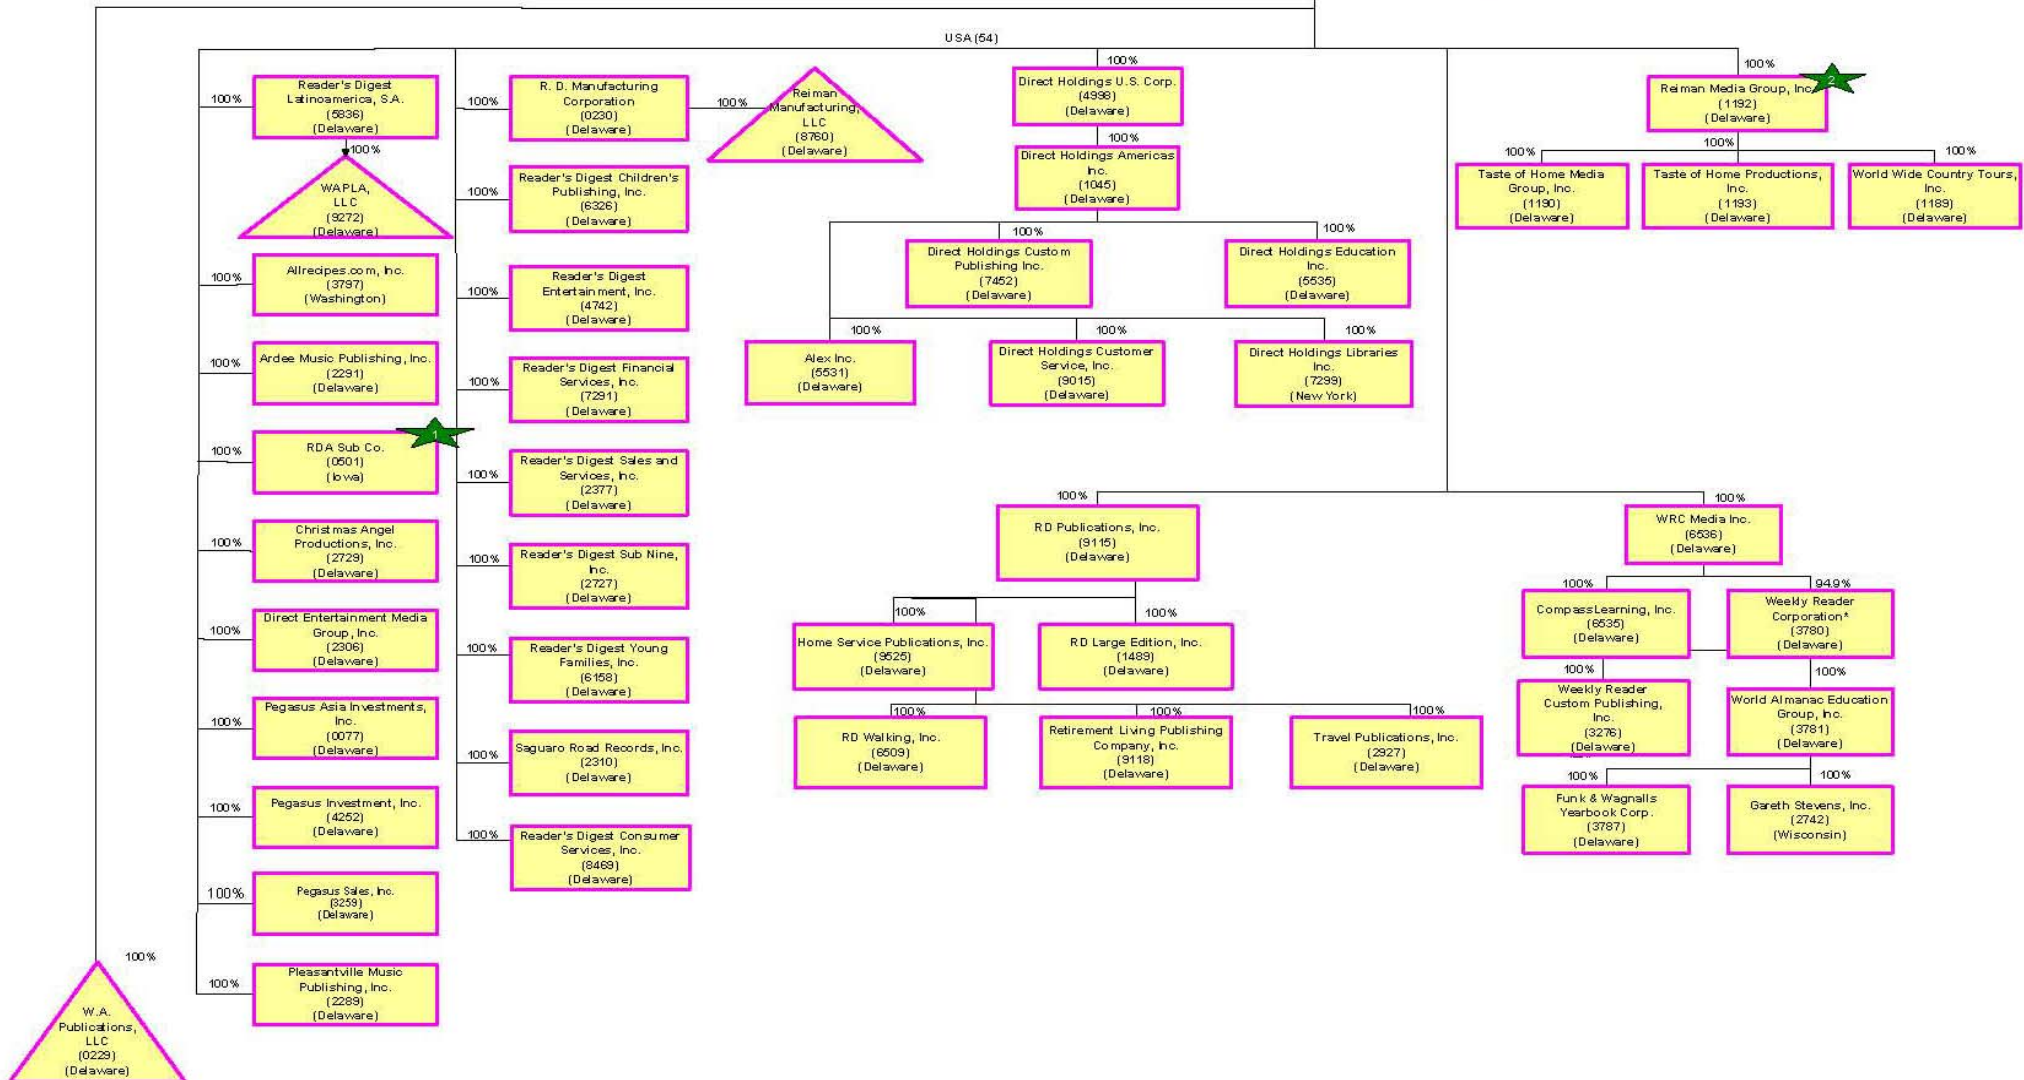 USA (54)
100%
Reader's Digest
Latinoamerica, S.A.
(5836)
(Delaware)
100%
WAPLA,
LLC
(9272)
(Delaware)
100%
Allrecipes.com, Inc.
(3797)
(Washington)
100%
Ardee Music Publishing, Inc.
(2291)
(Delaware)
100%
RDA Sub Co.
(0501)
(Iowa)
1
100%
Christmas Angel
Productions, Inc.
(2729)
(Delaware)
100%
Direct Entertainment Media
Group, Inc.
(2306)
(Delaware)
100%
Pegasus Asia Investments,
Inc.
(0077)
(Delaware)
100%
Pegasus Investment, Inc.
(4252)
(Delaware)
100%
Pegasus Sales, Inc.
(3259)
(Delaware)
100%
Pleasantville Music
Publishing, Inc.
(2289)
(Delaware)
100%
W.A.
Publications,
LLC
(0229)
(Delaware)
100%
R. D. Manufacturing
Corporation
(0230)
(Delaware)
100%
Reiman
Manufacturing,
LLC
(8760)
(Delaware)
100%
Reader's Digest Children's
Publishing, Inc.
(6326)
(Delaware)
100%
Reader's Digest
Entertainment, Inc.
(4742)
(Delaware)
100%
Reader's Digest Financial
Services, Inc.
(7291)
(Delaware)
100%
Reader's Digest Sales and
Services, Inc.
(2377)
(Delaware)
100%
Reader's Digest Sub Nine,
Inc.
(2727)
(Delaware)
100%
Reader's Digest Young
Families, Inc.
(6158)
(Delaware)
100%
Saguaro Road Records, Inc.
(2310)
(Delaware)
100%
Reader's Digest Consumer
Services, Inc.
(8469)
(Delaware)
100%
Direct Holdings U.S. Corp.
(4998)
(Delaware)
100%
Direct Holdings Americas
Inc.
(1045)
(Delaware)
100%
Direct Holdings Custom
Publishing Inc.
(7452)
(Delaware)
100%
Direct Holdings Education
Inc.
(5535)
(Delaware)
100%
Alex Inc.
(5531)
(Delaware)
100%
Direct Holdings Customer
Service, Inc.
(9015)
(Delaware)
100%
Direct Holdings Libraries
Inc.
(7299)
(New York)
100%
Reiman Media Group, Inc.
(1192)
(Delaware)
2
100%
Taste of Home Media
Group, Inc.
(1190)
(Delaware)
100%
Taste of Home Productions,
Inc.
(1193)
(Delaware)
100%
World Wide Country Tours,
Inc.
(1189)
(Delaware)
100%
RD Publications, Inc.
(9115)
(Delaware)
100%
Home Service Publications, Inc.
(9525)
(Delaware)
100%
RD Large Edition, Inc.
(1489)
(Delaware)
100%
RD Walking, Inc.
(6509)
(Delaware)
100%
Retirement Living Publishing
Company, Inc.
(9118)
(Delaware)
100%
Travel Publications, Inc.
(2927)
(Delaware)
100%
WRC Media Inc.
(6536)
(Delaware)
100%
CompassLearning, Inc.
(6535)
(Delaware)
94.9%
Weekly Reader
Corporation*
(3780)
(Delaware)
100%
Weekly Reader
Custom Publishing,
Inc.
(3276)
(Delaware)
100%
World Almanac Education
Group, Inc.
(3781)
(Delaware)
100%
Funk & Wagnalls
Yearbook Corp.
(3787)
(Delaware)
100%
Gareth Stevens, Inc.
(2742)
(Wisconsin)